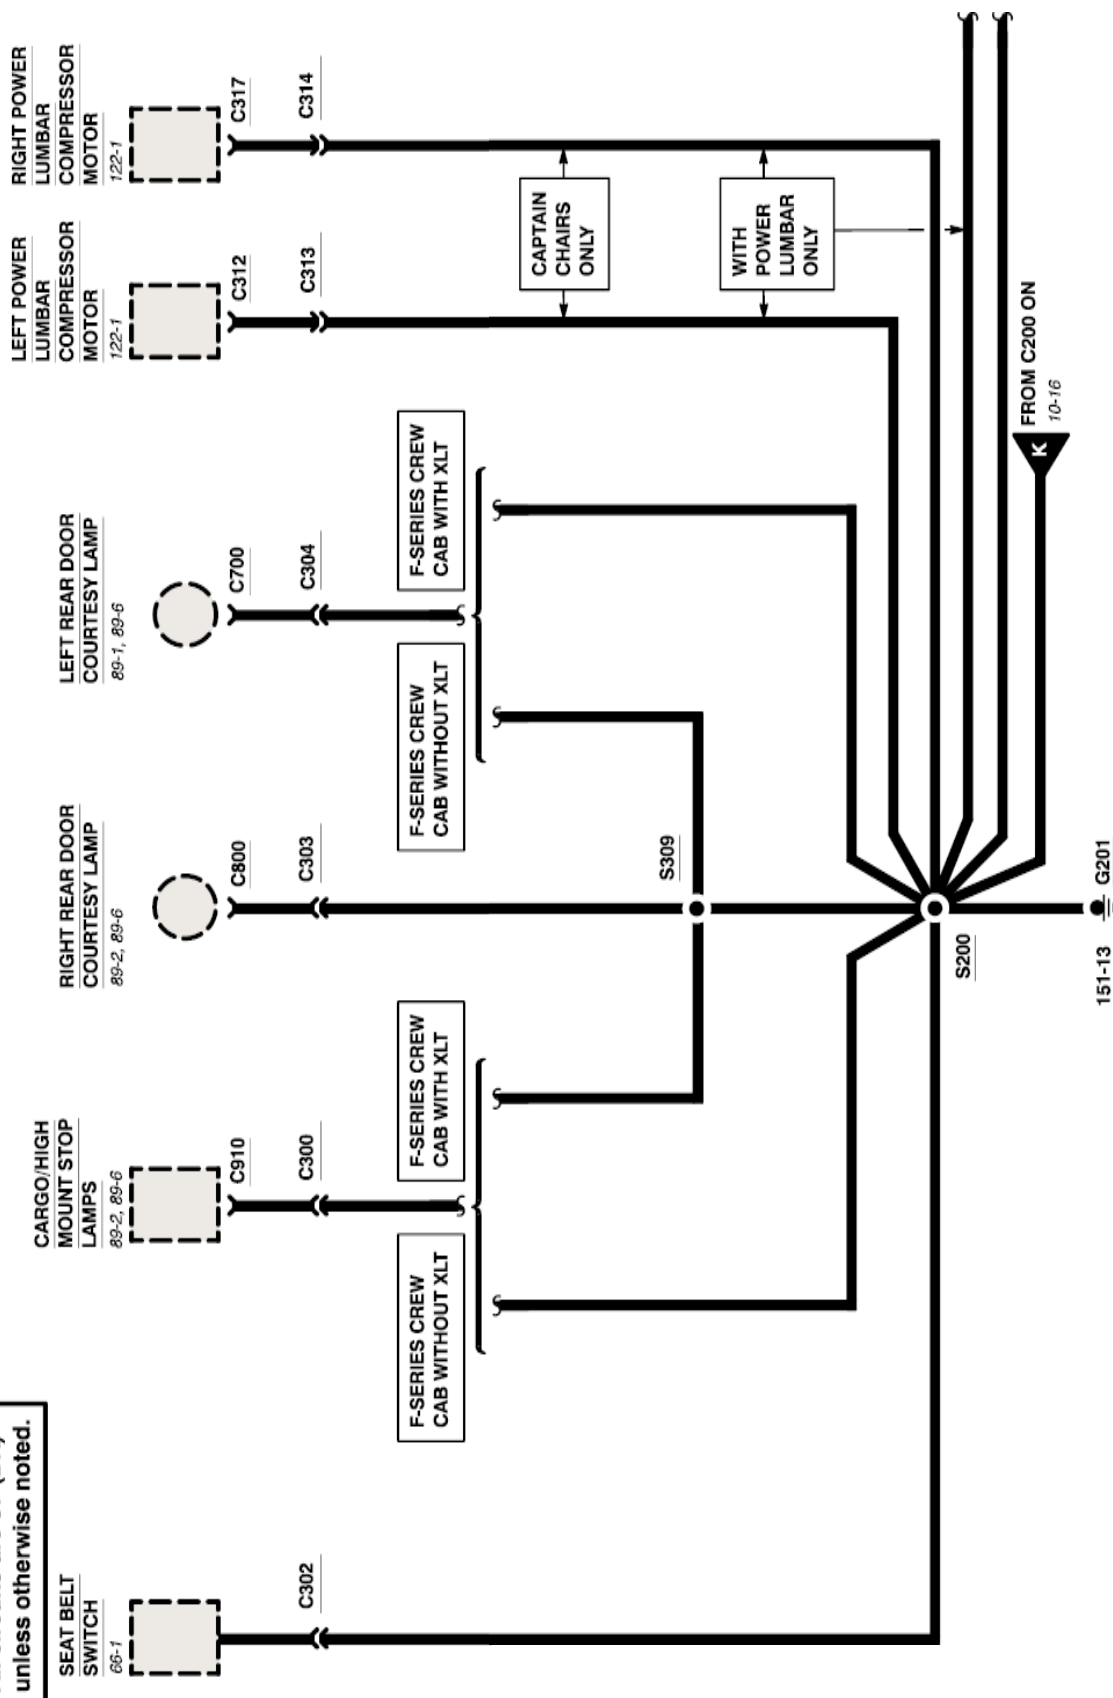 unless otherwise noted.
SEAT BELT
SWITCH
66-1
C302
CARGO/HIGH
MOUNT STOP
LAMPS
89-2, 89-6
C910
C300
F-SERIES CREW
CAB WITHOUT XLT
F-SERIES CREW
CAB WITH XLT
RIGHT REAR DOOR
COURTESY LAMP
89-2, 89-6
C800
C303
S309
LEFT REAR DOOR
COURTESY LAMP
89-1, 89-6
C700
C304
F-SERIES CREW
CAB WITHOUT XLT
F-SERIES CREW
CAB WITH XLT
LEFT POWER
LUMBAR
COMPRESSOR
MOTOR
122-1
C312
C313
RIGHT POWER
LUMBAR
COMPRESSOR
MOTOR
122-1
C317
C314
CAPTAIN
CHAIRS
ONLY
WITH
POWER
LUMBAR
ONLY
S200
K
FROM C200 ON
10-16
151-13
G201